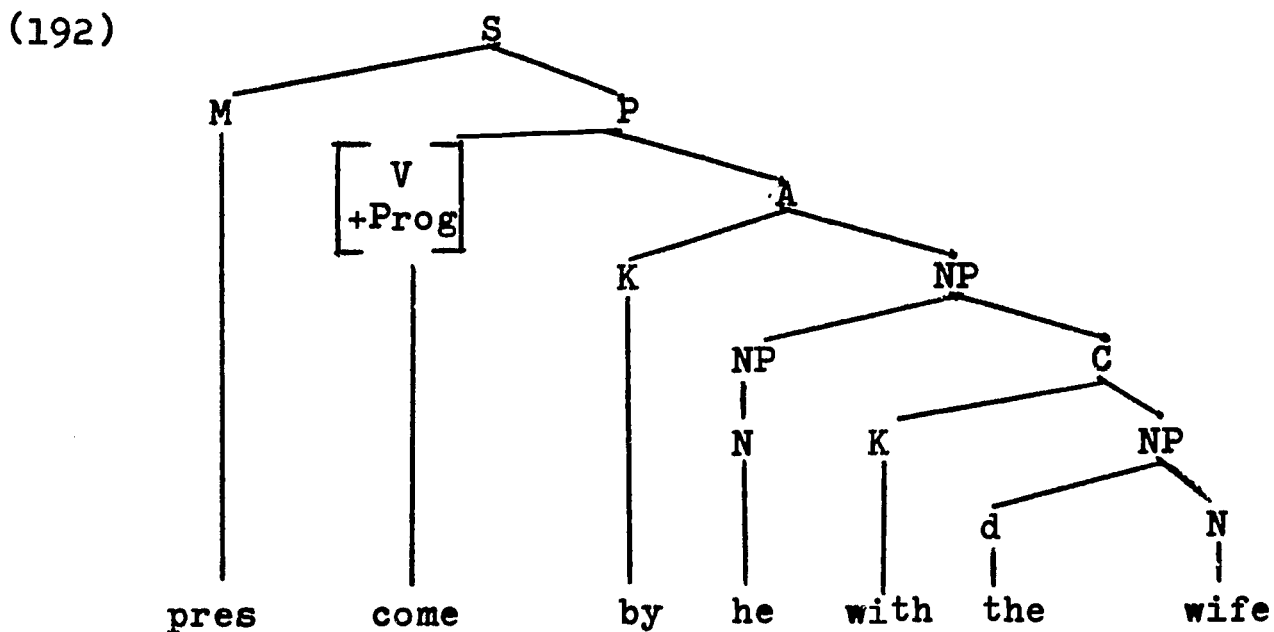 (192)
S
M P
V
+Prog
A
K NP
NP C
N K NP
d N
pres come by he with the wife